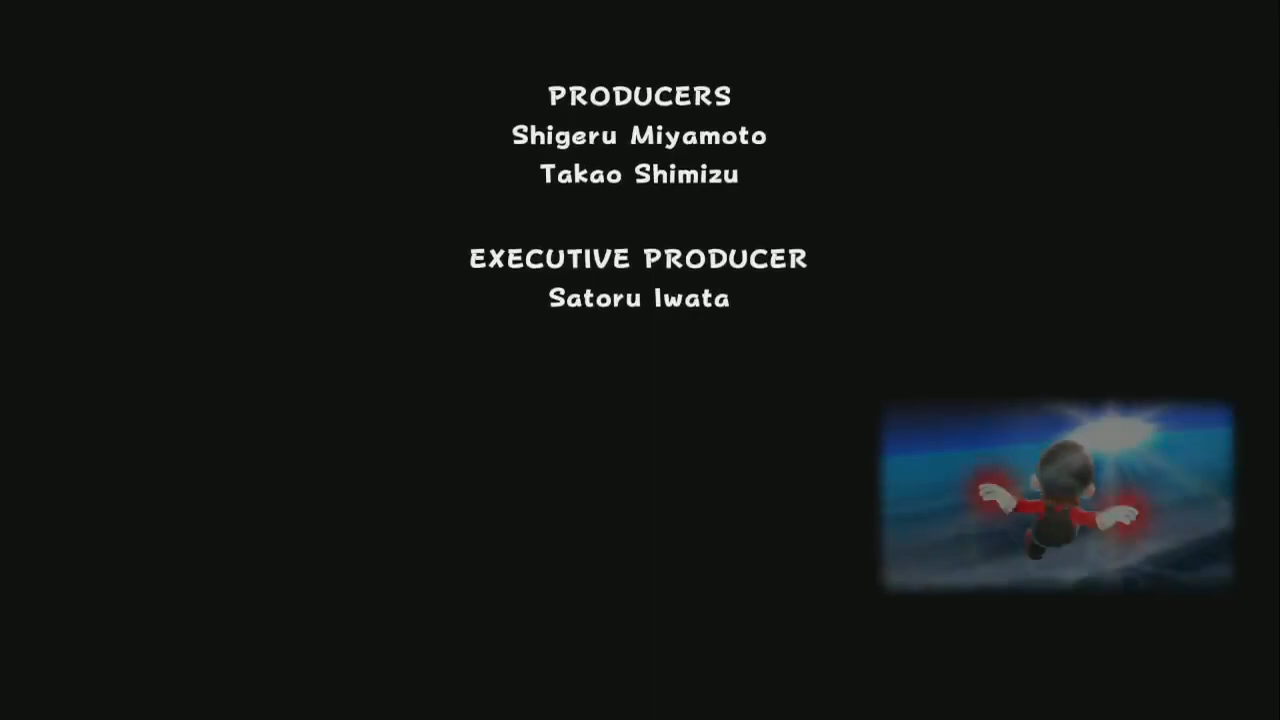 PRODUCERS
Shigeru Miyamoto
Takao Shimizu
EXECUTIVE PRODUCER
Satoru Iwata